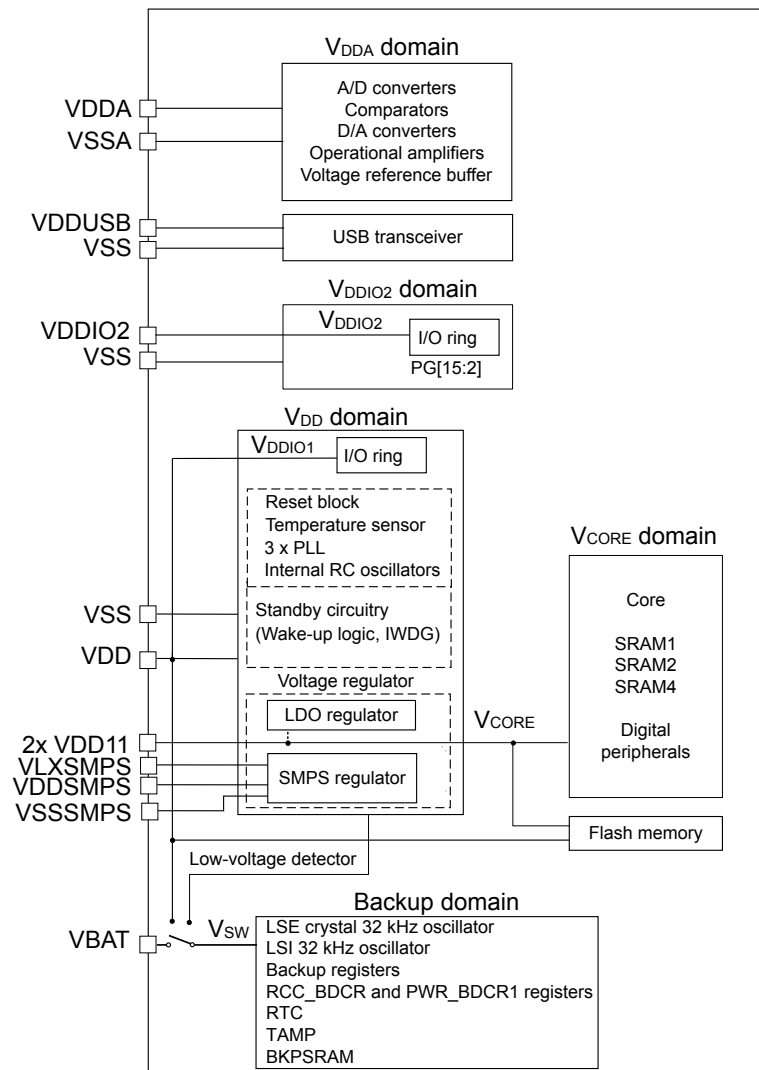 VDDA domain
A/D converters
Comparators
D/A converters
Operational amplifiers
Voltage reference buffer
VDDA
VSSA
VDDUSB
VSS
USB transceiver
VDDIO2 domain
VDDIO2
VDDIO2
I/O ring
VSS
PG[15:2]
VDD domain
VDDIO1
I/O ring
Reset block
Temperature sensor
3 x PLL
Internal RC oscillators
VSS
Standby circuitry
(Wake-up logic, IWDG)
VDD
Voltage regulator
LDO regulator
2x VDD11
VLXSMPS
VDDSMPS
VSSSMPS
SMPS regulator
VCORE
VCORE domain
Core
SRAM1
SRAM2
SRAM4
Digital
peripherals
Flash memory
Low-voltage detector
Backup domain
VBAT
VSW
LSE crystal 32 kHz oscillator
LSI 32 kHz oscillator
Backup registers
RCC_BDCR and PWR_BDCR1 registers
RTC
TAMP
BKPSRAM